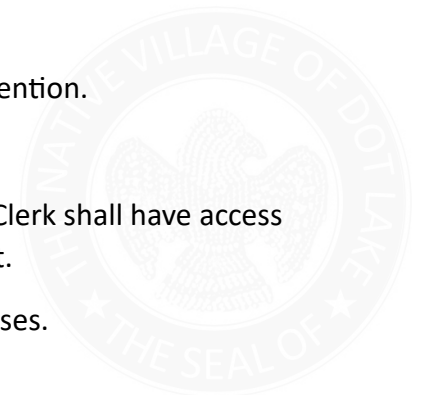 ention.
Clerk shall have access
t.
ses.
THE NATIVE VILLAGE OF DOT LAKE
THE SEAL OF